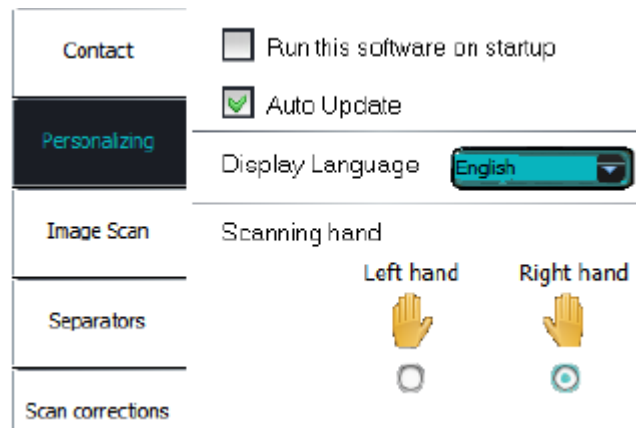 Contact
Personalizing
Image Scan
Separators
Scan corrections
Run this software on startup
Auto Update
Display Language English
Scanning hand
Left hand Right hand